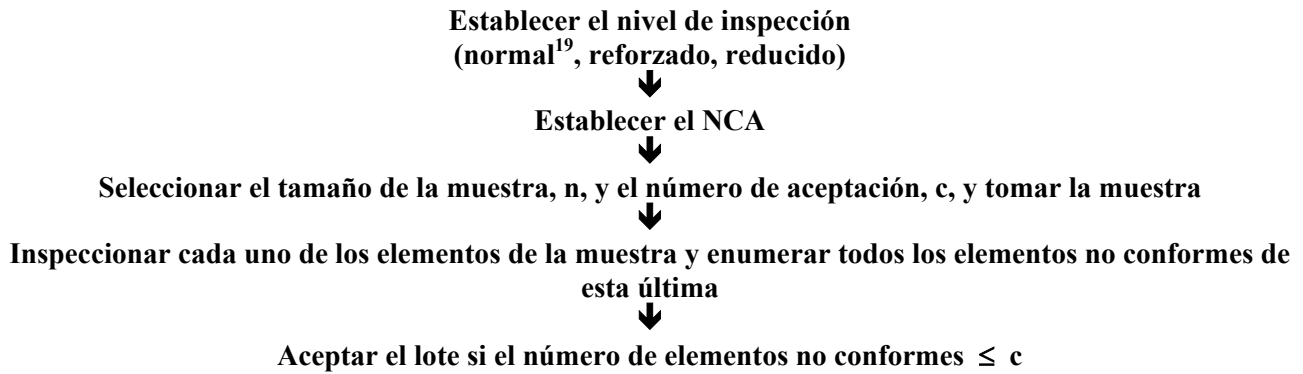 Establecer el nivel de inspección
(normal¹⁹, reforzado, reducido)
🡻
Establecer el NCA
🡻
Seleccionar el tamaño de la muestra, n, y el número de aceptación, c, y tomar la muestra
🡻
Inspeccionar cada uno de los elementos de la muestra y enumerar todos los elementos no conformes de
esta última
🡻
Aceptar el lote si el número de elementos no conformes ≤ c